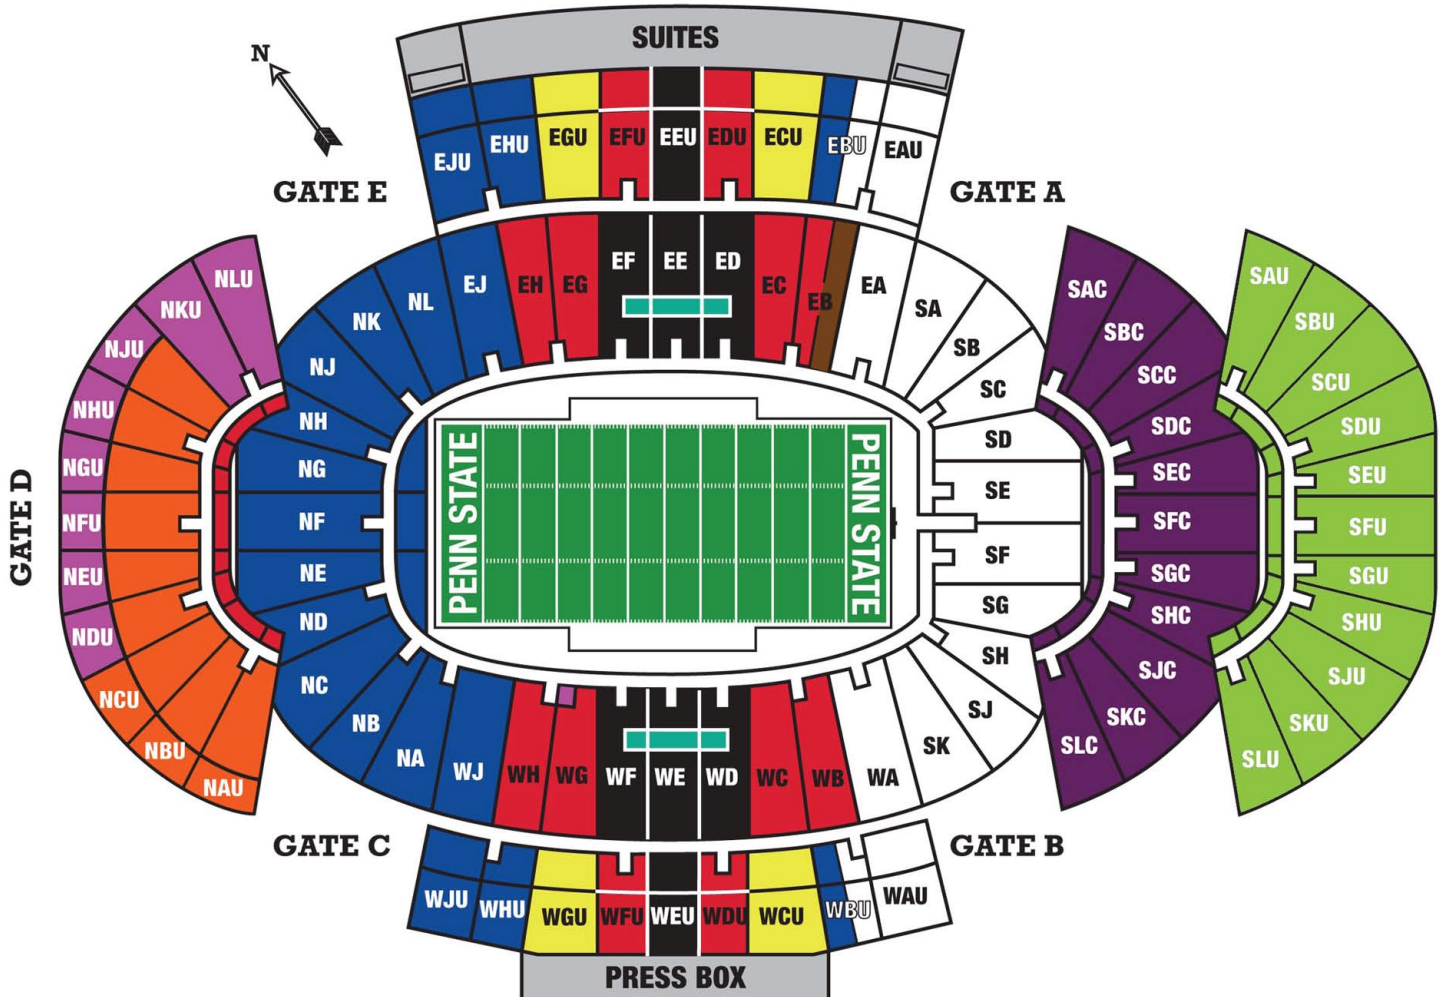 SUITES
N
EJU
EHU
EGU
EFU
EEU
EDU
ECU
EBU
EAU
GATE E
GATE A
NLU
NKU
NJU
NHU
NGU
NFU
NEU
NDU
NCU
NBU
NAU
GATE D
NL
NK
NJ
NH
NG
NF
NE
ND
NC
NB
NA
EJ
EH
EG
EF
EE
ED
EC
EB
EA
SA
SB
SC
SD
SE
SF
SG
SH
SJ
SK
PENN STATE
PENN STATE
SAC
SBC
SCC
SDC
SEC
SFC
SGC
SHC
SJC
SKC
SLC
SAU
SBU
SCU
SDU
SEU
SFU
SGU
SHU
SJU
SKU
SLU
WJ
WH
WG
WF
WE
WD
WC
WB
WA
GATE C
GATE B
WJU
WHU
WGU
WFU
WEU
WDU
WCU
WBU
WAU
PRESS BOX